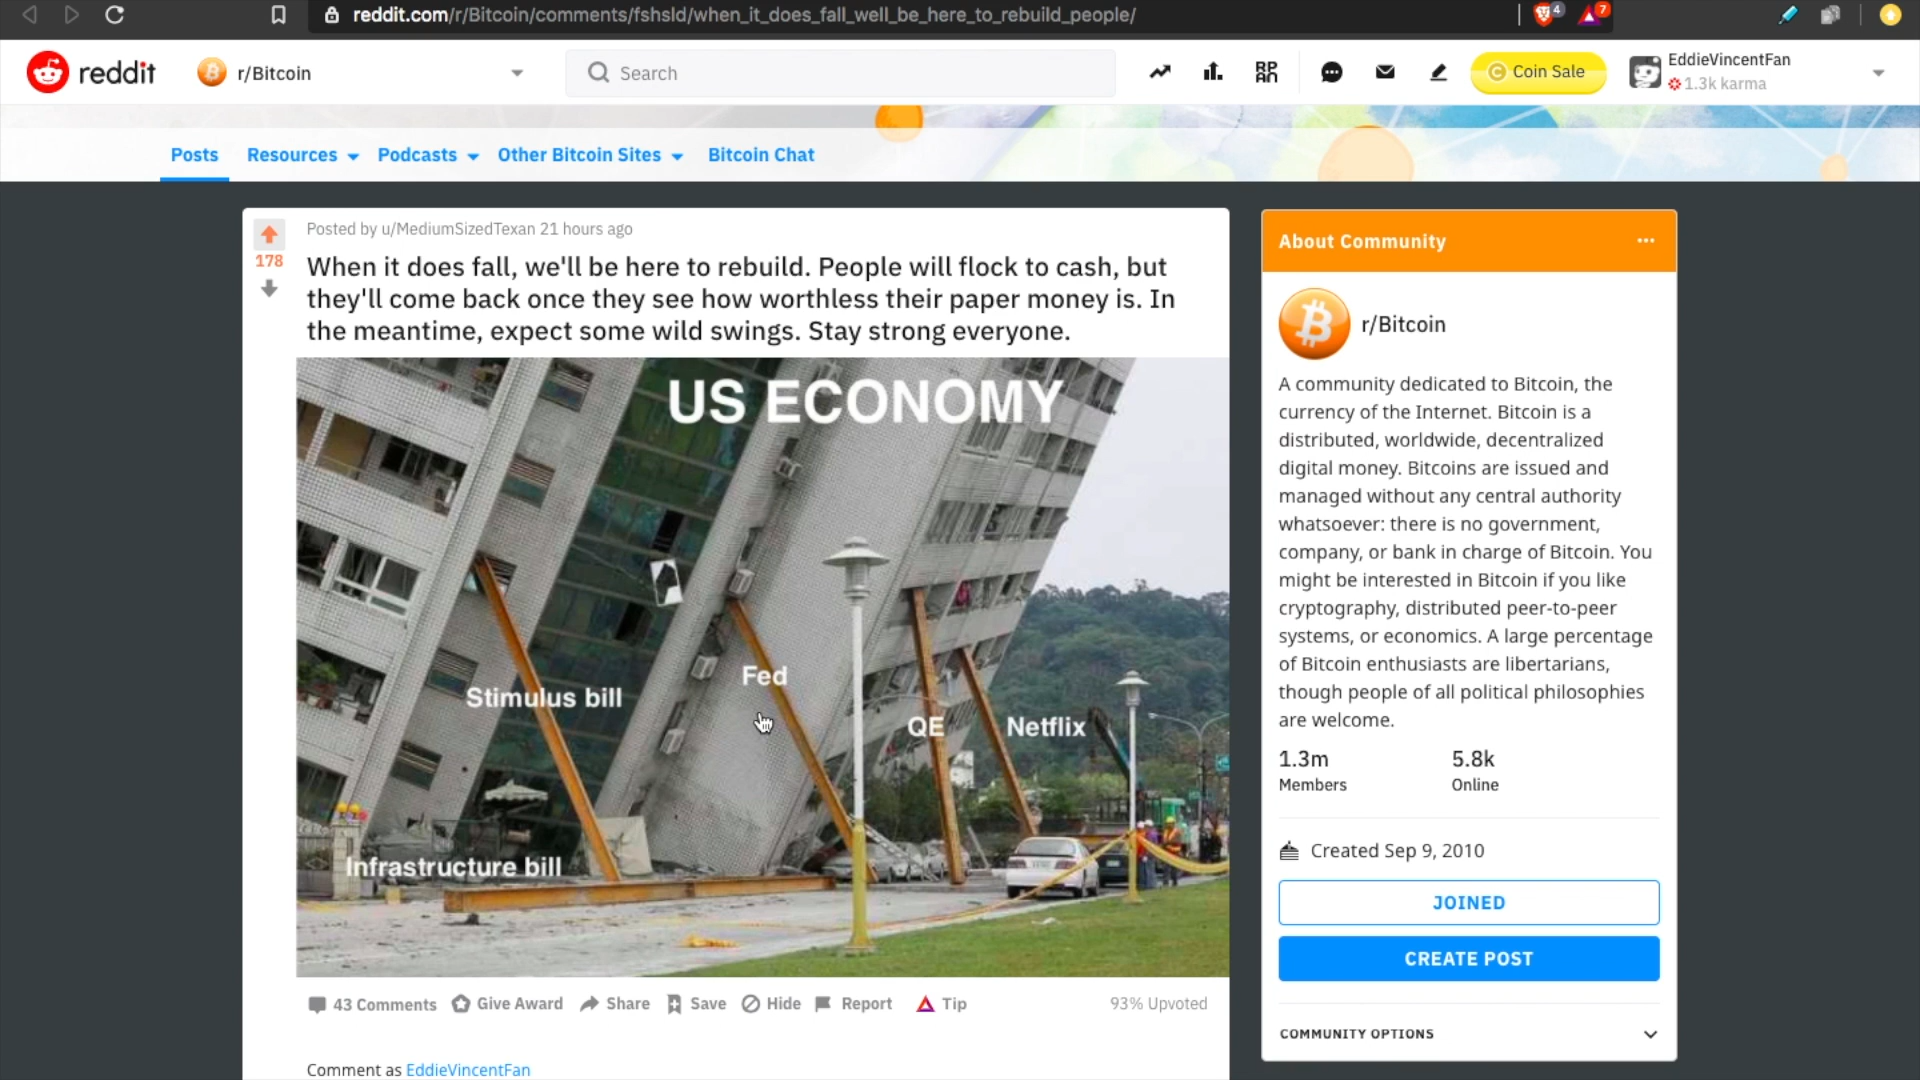 reddit.com/r/Bitcoin/comments/fshsld/when_it_does_fall_well_be_here_to_rebuild_people/
4
7
reddit
r/Bitcoin
Search
Coin Sale
EddieVincentFan
1.3k karma
Posts
Resources
Podcasts
Other Bitcoin Sites
Bitcoin Chat
178
Posted by u/MediumSizedTexan 21 hours ago
When it does fall, we'll be here to rebuild. People will flock to cash, but
they'll come back once they see how worthless their paper money is. In
the meantime, expect some wild swings. Stay strong everyone.
US ECONOMY
Stimulus bill
Fed
QE
Netflix
Infrastructure bill
43 Comments
Give Award
Share
Save
Hide
Report
Tip
93% Upvoted
Comment as EddieVincentFan
About Community
r/Bitcoin
A community dedicated to Bitcoin, the
currency of the Internet. Bitcoin is a
distributed, worldwide, decentralized
digital money. Bitcoins are issued and
managed without any central authority
whatsoever: there is no government,
company, or bank in charge of Bitcoin. You
might be interested in Bitcoin if you like
cryptography, distributed peer-to-peer
systems, or economics. A large percentage
of Bitcoin enthusiasts are libertarians,
though people of all political philosophies
are welcome.
1.3m
Members
5.8k
Online
Created Sep 9, 2010
JOINED
CREATE POST
COMMUNITY OPTIONS